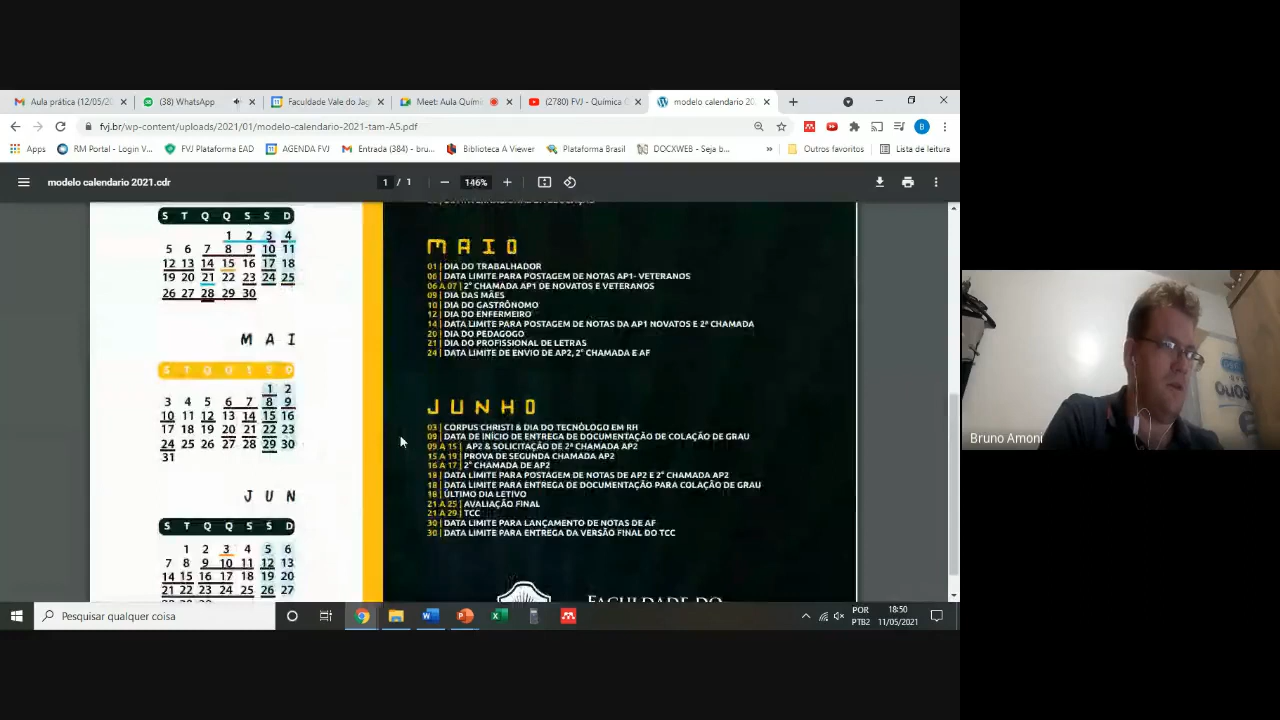 Aula prática (12/05/20
(38) WhatsApp
Faculdade Vale do Jag
Meet: Aula Quími
(2780) FVJ - Química O
modelo calendario 20
fvj.br/wp-content/uploads/2021/01/modelo-calendario-2021-tam-A5.pdf
Apps
RM Portal - Login V...
FVJ Plataforma EAD
AGENDA FVJ
Entrada (384) - bru...
Biblioteca A Viewer
Plataforma Brasil
DOCXWEB - Seja b...
Outros favoritos
Lista de leitura
modelo calendario 2021.cdr
1 / 1
146%
S T Q Q S S D
1 2 3 4
5 6 7 8 9 10 11
12 13 14 15 16 17 18
19 20 21 22 23 24 25
26 27 28 29 30
MAI
S T Q Q S S D
1 2
3 4 5 6 7 8 9
10 11 12 13 14 15 16
17 18 19 20 21 22 23
24 25 26 27 28 29 30
31
JUN
S T Q Q S S D
1 2 3 4 5 6
7 8 9 10 11 12 13
14 15 16 17 18 19 20
21 22 23 24 25 26 27
MAIO
01 | DIA DO TRABALHADOR
06 | DATA LIMITE PARA POSTAGEM DE NOTAS AP1- VETERANOS
06 A 07 | 2° CHAMADA AP1 DE NOVATOS E VETERANOS
09 | DIA DAS MÃES
10 | DIA DO GASTRÔNOMO
12 | DIA DO ENFERMEIRO
14 | DATA LIMITE PARA POSTAGEM DE NOTAS DA AP1 NOVATOS E 2ª CHAMADA
20 | DIA DO PEDAGOGO
21 | DIA DO PROFISSIONAL DE LETRAS
24 | DATA LIMITE DE ENVIO DE AP2, 2° CHAMADA E AF
JUNHO
03 | CORPUS CHRISTI & DIA DO TECNÓLOGO EM RH
09 | DATA DE INÍCIO DE ENTREGA DE DOCUMENTAÇÃO DE COLAÇÃO DE GRAU
09 A 15 | AP2 & SOLICITAÇÃO DE 2ª CHAMADA AP2
15 A 19 | PROVA DE SEGUNDA CHAMADA AP2
16 A 17 | 2° CHAMADA DE AP2
18 | DATA LIMITE PARA POSTAGEM DE NOTAS DE AP2 E 2° CHAMADA AP2
18 | DATA LIMITE PARA ENTREGA DE DOCUMENTAÇÃO PARA COLAÇÃO DE GRAU
18 | ÚLTIMO DIA LETIVO
21 A 25 | AVALIAÇÃO FINAL
21 A 29 | TCC
30 | DATA LIMITE PARA LANÇAMENTO DE NOTAS DE AF
30 | DATA LIMITE PARA ENTREGA DA VERSÃO FINAL DO TCC
FACULDADE DO
Bruno Amoni
Pesquisar qualquer coisa
POR
PTB2
18:50
11/05/2021